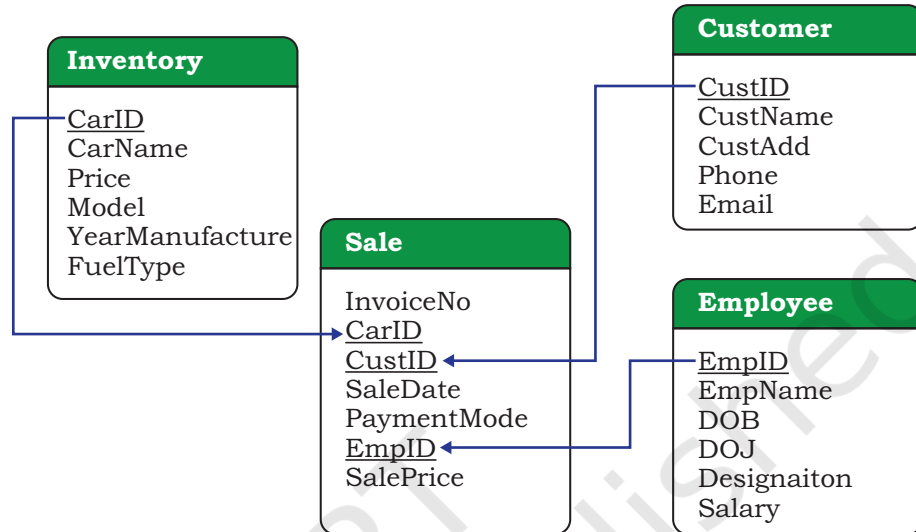 Inventory
CarID
CarName
Price
Model
YearManufacture
FuelType
Sale
InvoiceNo
CarID
CustID
SaleDate
PaymentMode
EmpID
SalePrice
Customer
CustID
CustName
CustAdd
Phone
Email
Employee
EmpID
EmpName
DOB
DOJ
Designaiton
Salary